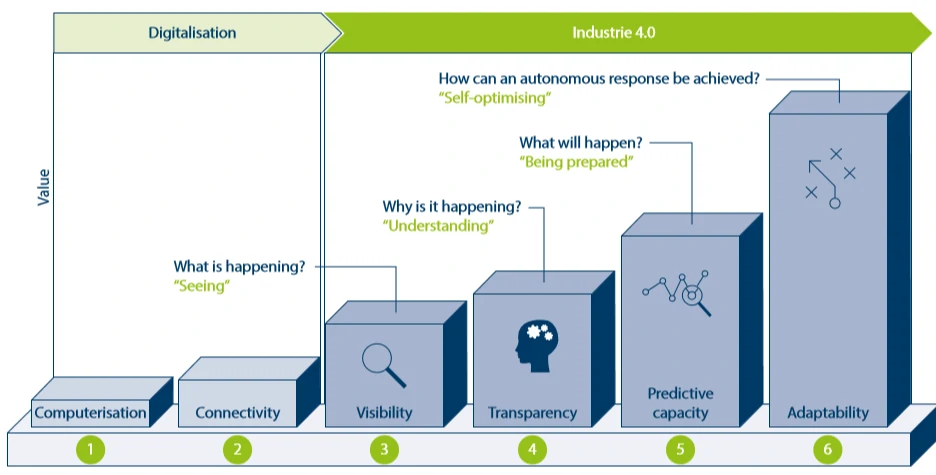 Digitalisation
Industrie 4.0
Value
How can an autonomous response be achieved?
“Self-optimising”
What will happen?
“Being prepared”
Why is it happening?
“Understanding”
What is happening?
“Seeing”
Computerisation
Connectivity
Visibility
Transparency
Predictive
capacity
Adaptability
1
2
3
4
5
6